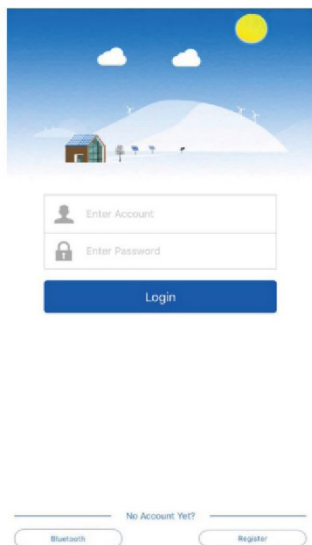 Enter Account
Enter Password
Login
No Account Yet?
Bluetooth
Register